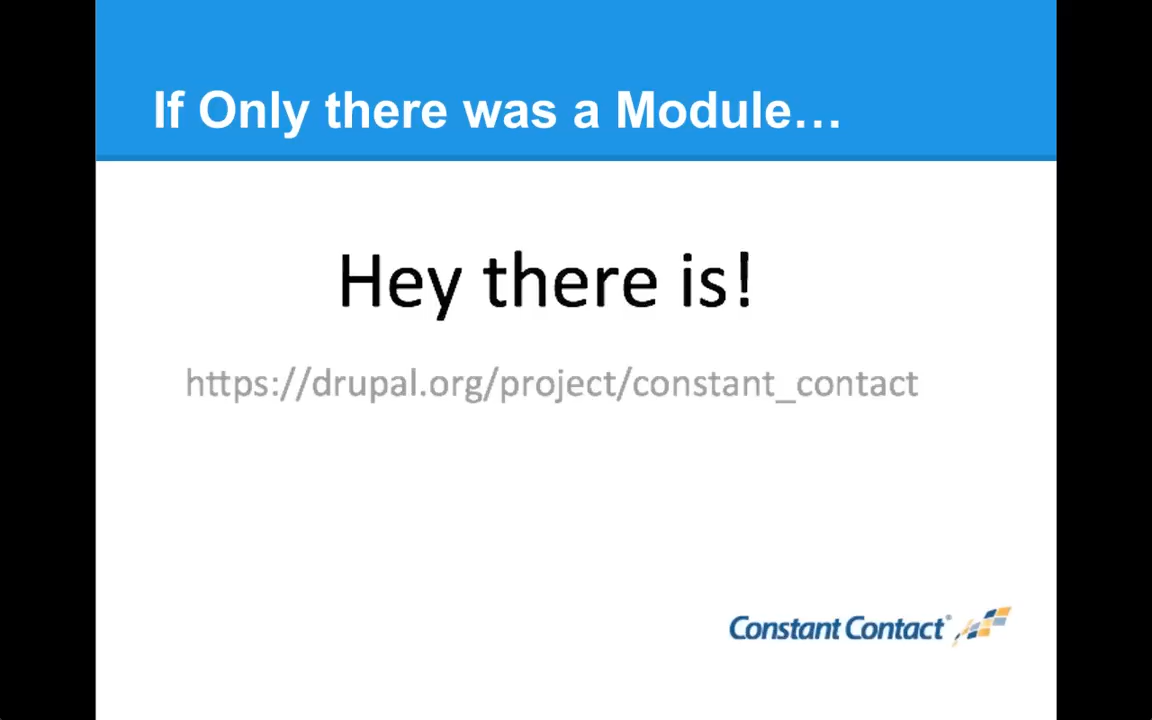 If Only there was a Module…
Hey there is!
https://drupal.org/project/constant_contact
Constant Contact®